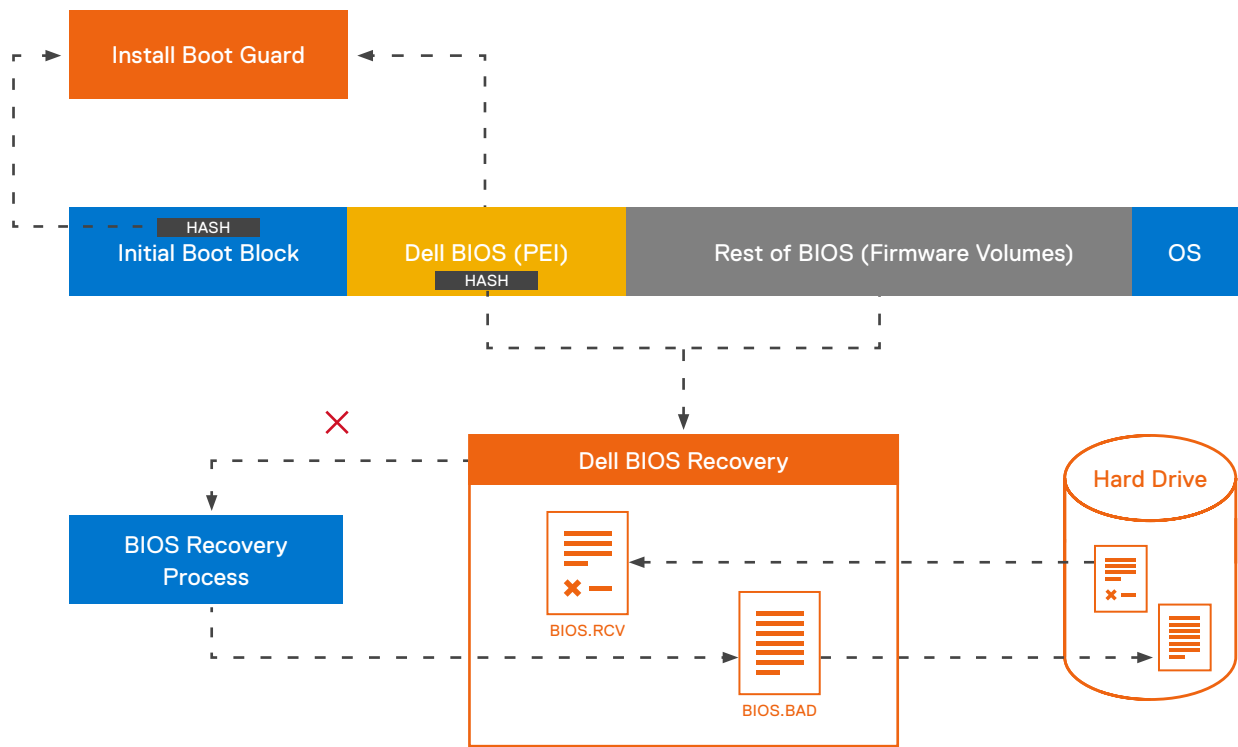 Install Boot Guard
HASH
Initial Boot Block
Dell BIOS (PEI)
HASH
Rest of BIOS (Firmware Volumes)
OS
Dell BIOS Recovery
Hard Drive
BIOS Recovery
Process
BIOS.RCV
BIOS.BAD